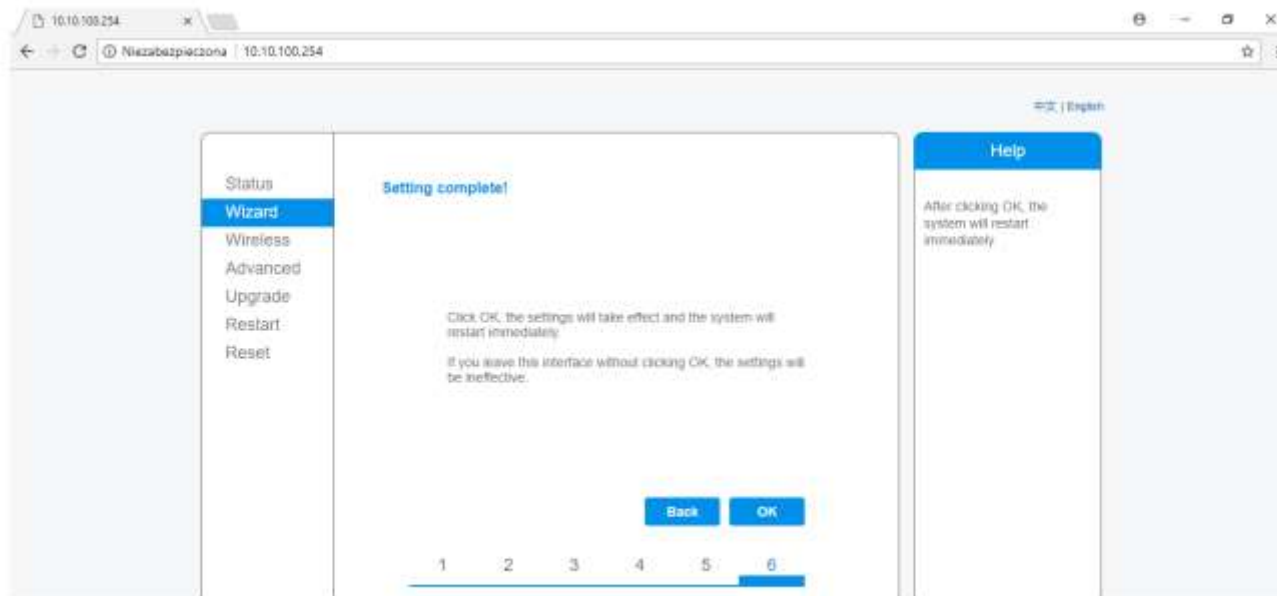 10.10.100.254
Niezabezpieczona | 10.10.100.254
中文 | English
Status
Wizard
Wireless
Advanced
Upgrade
Restart
Reset
Setting complete!
Click OK, the settings will take effect and the system will
restart immediately.
If you leave this interface without clicking OK, the settings will
be ineffective.
Back
OK
1 2 3 4 5 6
Help
After clicking OK, the
system will restart
immediately